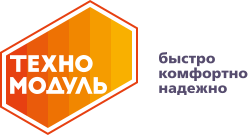 ТЕХНО
МОДУЛЬ
быстро
комфортно
надежно